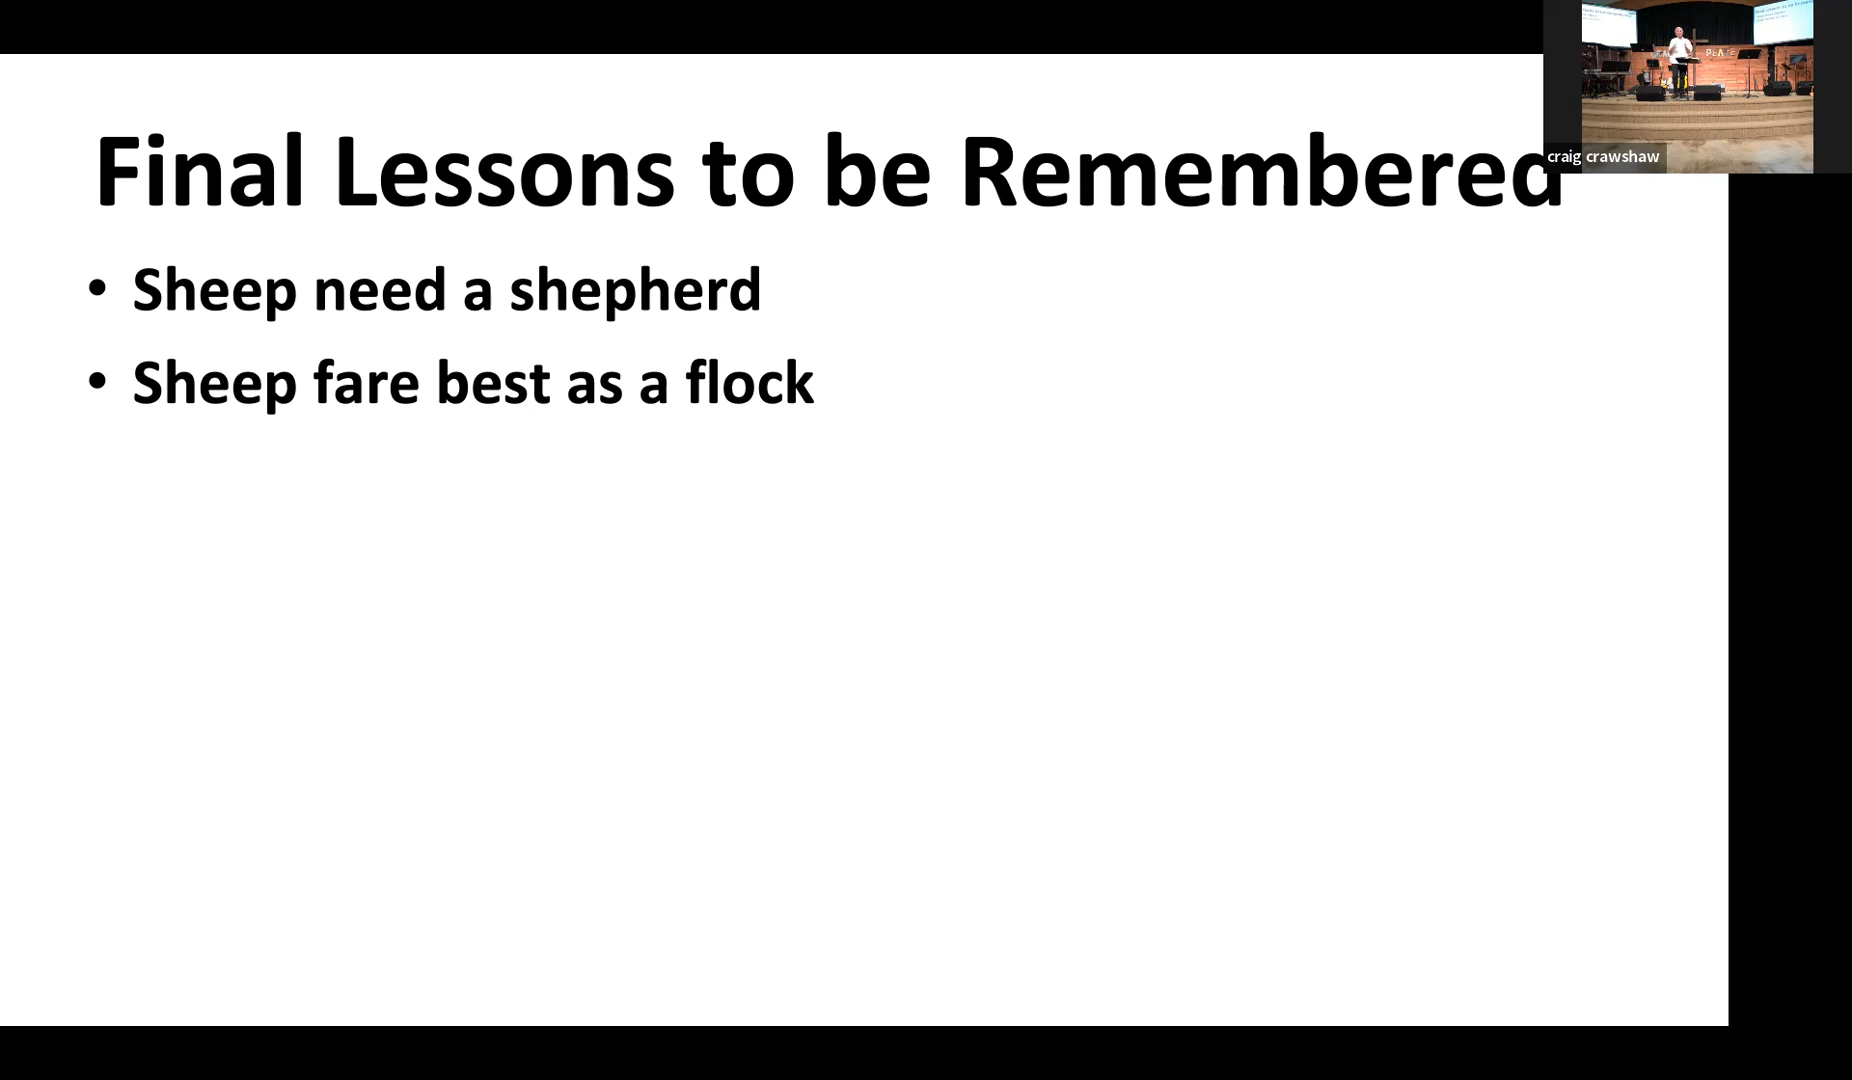 Final Lessons to be Remembered
• Sheep need a shepherd
• Sheep fare best as a flock
craig crawshaw